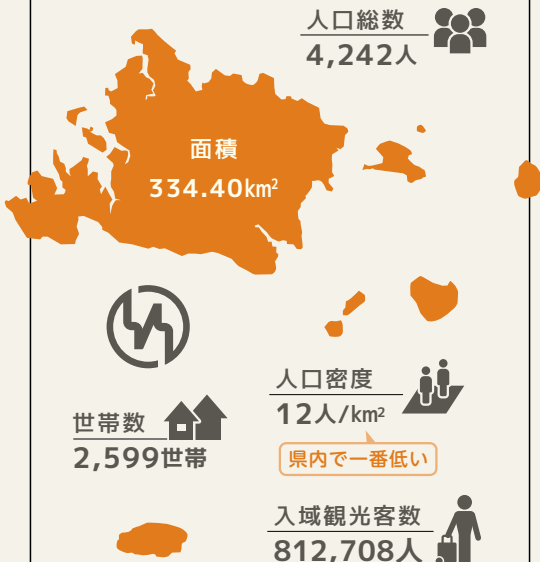 人口総数
4,242人
面積
334.40km²
人口密度
12人/km²
県内で一番低い
世帯数
2,599世帯
入域観光客数
812,708人